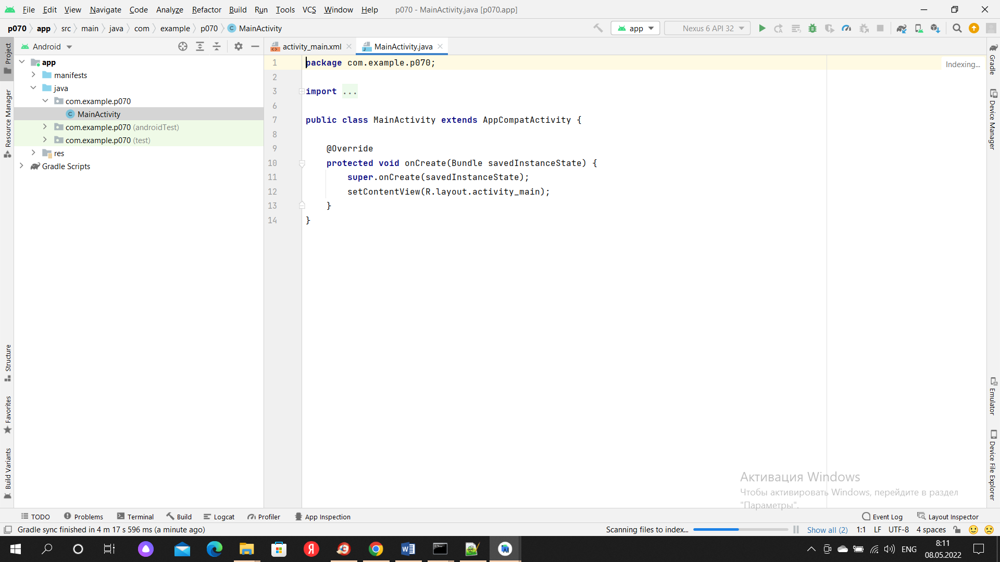 File Edit View Navigate Code Analyze Refactor Build Run Tools VCS Window Help p070 - MainActivity.java [p070.app]
p070 app src main java com example p070 MainActivity app Nexus 6 API 32
Android
activity_main.xml MainActivity.java
app
manifests
java
com.example.p070
MainActivity
com.example.p070 (androidTest)
com.example.p070 (test)
res
Gradle Scripts
1 package com.example.p070;
2
3 import ...
6
7 public class MainActivity extends AppCompatActivity {
8
9 @Override
10 protected void onCreate(Bundle savedInstanceState) {
11 super.onCreate(savedInstanceState);
12 setContentView(R.layout.activity_main);
13 }
14 }
Indexing...
Project
Resource Manager
Structure
Favorites
Build Variants
Gradle
Device Manager
Emulator
Device File Explorer
Активация Windows
Чтобы активировать Windows, перейдите в раздел
"Параметры".
TODO Problems Terminal Build Logcat Profiler App Inspection Event Log Layout Inspector
Gradle sync finished in 4 m 17 s 596 ms (a minute ago) Scanning files to index... Show all (2) 1:1 LF UTF-8 4 spaces
ENG
8:11
08.05.2022